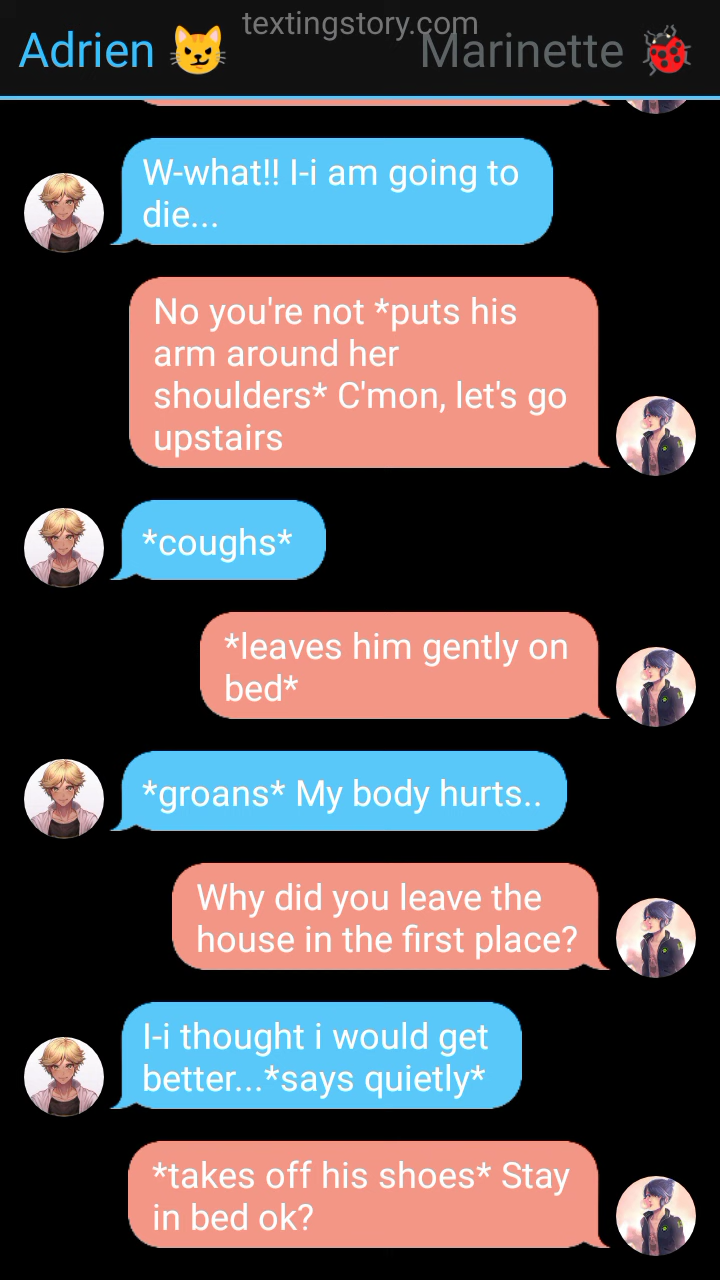 textingstory.com
Adrien 😼 Marinette 🐞
W-what!! I-i am going to
die...
No you're not *puts his
arm around her
shoulders* C'mon, let's go
upstairs
*coughs*
*leaves him gently on
bed*
*groans* My body hurts..
Why did you leave the
house in the first place?
I-i thought i would get
better...*says quietly*
*takes off his shoes* Stay
in bed ok?